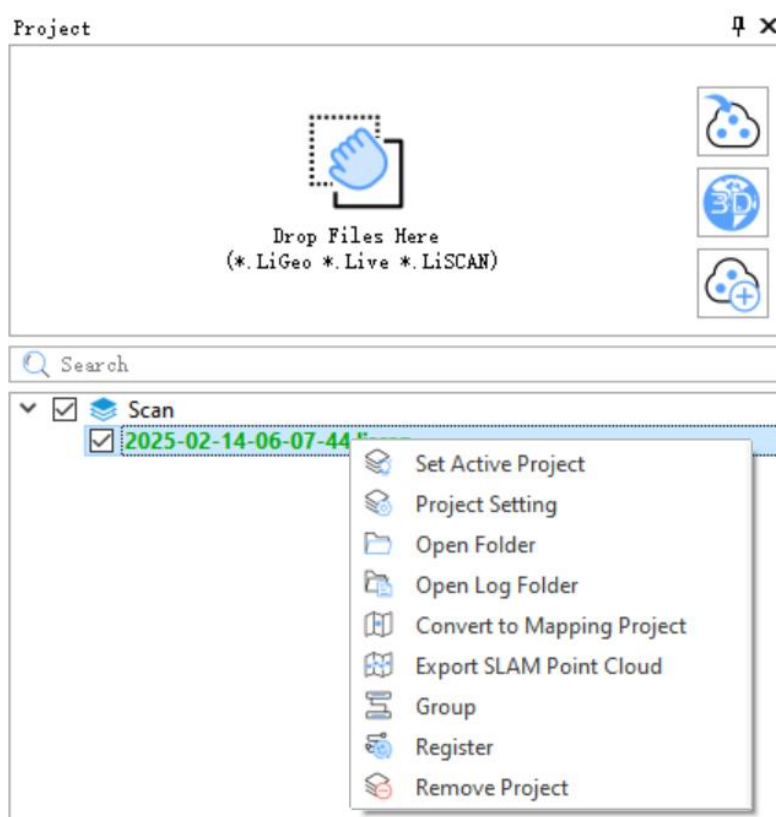 Project
3D
Drop Files Here
(*.LiGeo *.Live *.LiSCAN)
Search
Scan
2025-02-14-06-07-44
Set Active Project
Project Setting
Open Folder
Open Log Folder
Convert to Mapping Project
Export SLAM Point Cloud
Group
Register
Remove Project